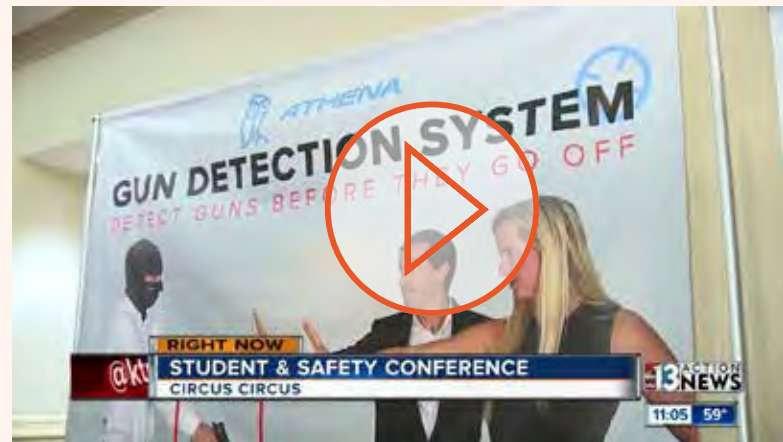 ATHENA
GUN DETECTION SYSTEM
DETECT GUNS BEFORE THEY GO OFF
RIGHT NOW
@kt
STUDENT & SAFETY CONFERENCE
CIRCUS CIRCUS
13 ACTION NEWS
11:05 59°